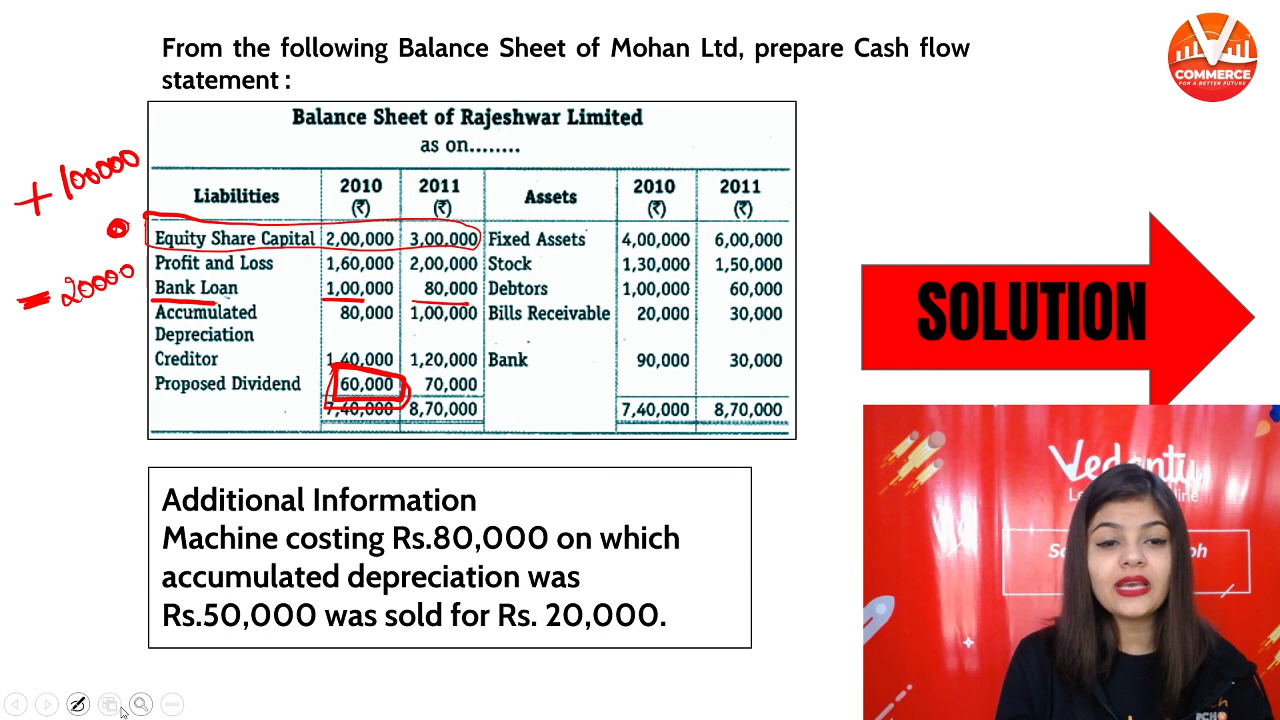 From the following Balance Sheet of Mohan Ltd, prepare Cash flow
statement :
COMMERCE
FOR A BETTER FUTURE
Balance Sheet of Rajeshwar Limited
as on........
Liabilities 2010 (₹) 2011 (₹) Assets 2010 (₹) 2011 (₹)
Equity Share Capital 2,00,000 3,00,000 Fixed Assets 4,00,000 6,00,000
Profit and Loss 1,60,000 2,00,000 Stock 1,30,000 1,50,000
Bank Loan 1,00,000 80,000 Debtors 1,00,000 60,000
Accumulated 80,000 1,00,000 Bills Receivable 20,000 30,000
Depreciation
Creditor 1,40,000 1,20,000 Bank 90,000 30,000
Proposed Dividend 60,000 70,000
7,40,000 8,70,000 7,40,000 8,70,000
+ 100000
- 20000
SOLUTION
Additional Information
Machine costing Rs.80,000 on which
accumulated depreciation was
Rs.50,000 was sold for Rs. 20,000.
Vedantu